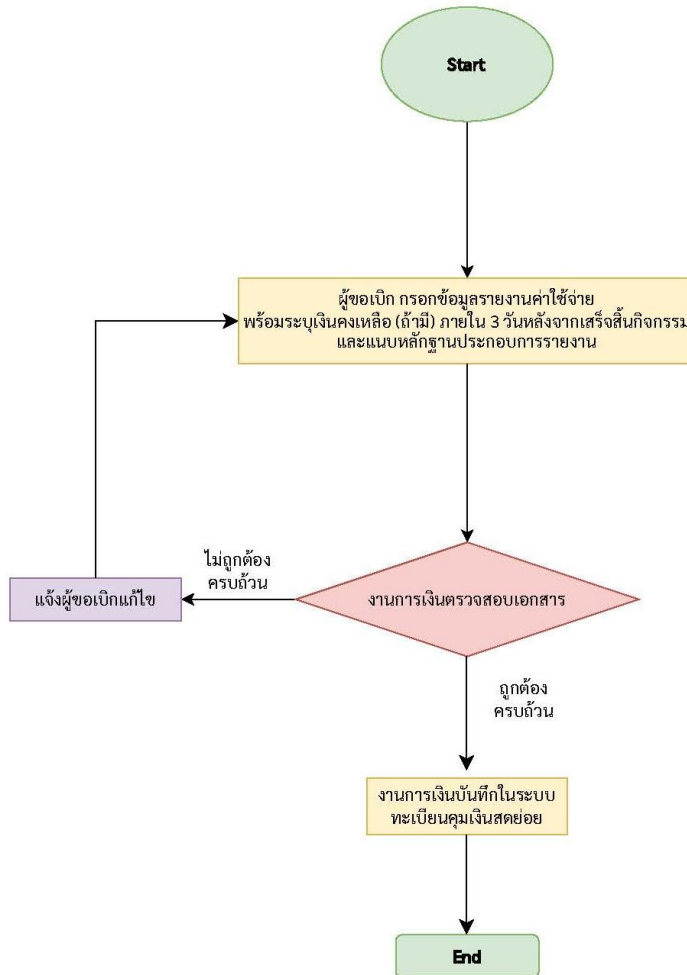 Start
ผู้ขอเบิก กรอกข้อมูลรายงานค่าใช้จ่าย
พร้อมระบุเงินคงเหลือ (ถ้ามี) ภายใน 3 วันหลังจากเสร็จสิ้นกิจกรรม
และแนบหลักฐานประกอบการรายงาน
ไม่ถูกต้อง
ครบถ้วน
แจ้งผู้ขอเบิกแก้ไข
งานการเงินตรวจสอบเอกสาร
ถูกต้อง
ครบถ้วน
งานการเงินบันทึกในระบบ
ทะเบียนคุมเงินสดย่อย
End